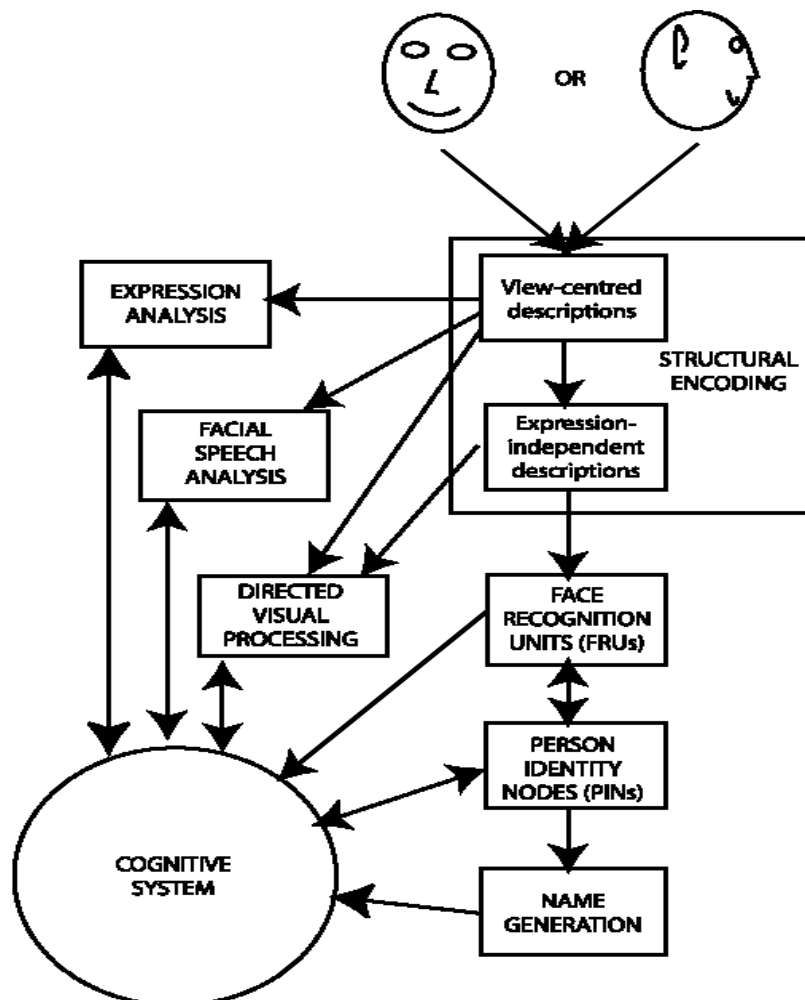 OR
View-centred
descriptions
EXPRESSION
ANALYSIS
STRUCTURAL
ENCODING
Expression-
independent
descriptions
FACIAL
SPEECH
ANALYSIS
DIRECTED
VISUAL
PROCESSING
FACE
RECOGNITION
UNITS (FRUs)
PERSON
IDENTITY
NODES (PINs)
COGNITIVE
SYSTEM
NAME
GENERATION